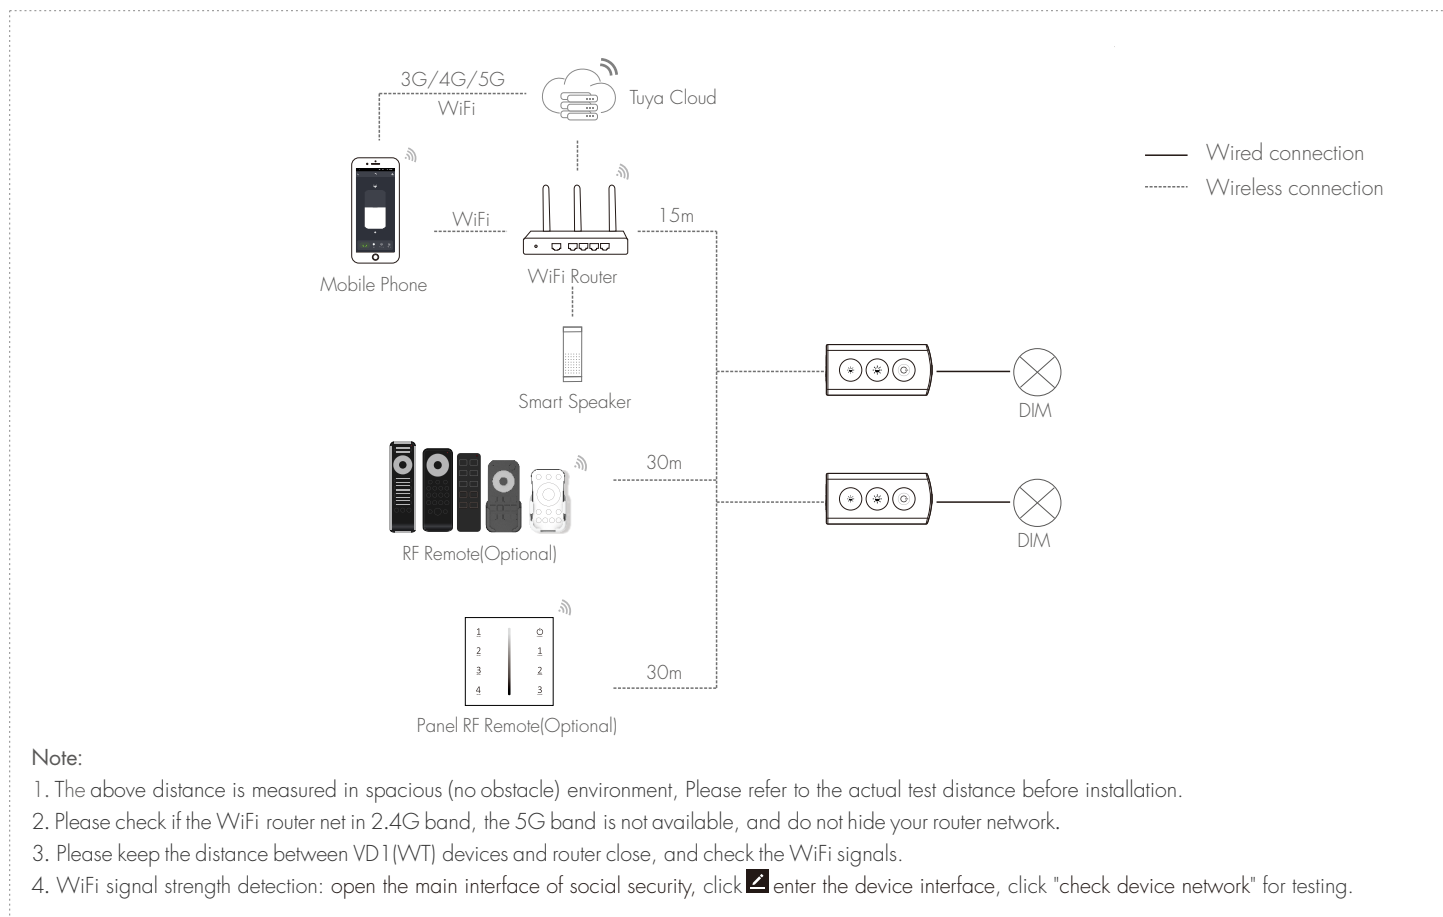 3G/4G/5G
WiFi
Tuya Cloud
Wired connection
Wireless connection
WiFi
15m
Mobile Phone
WiFi Router
Smart Speaker
DIM
30m
RF Remote(Optional)
DIM
1
2
1
3
2
4
3
30m
Panel RF Remote(Optional)
Note:
1. The above distance is measured in spacious (no obstacle) environment, Please refer to the actual test distance before installation.
2. Please check if the WiFi router net in 2.4G band, the 5G band is not available, and do not hide your router network.
3. Please keep the distance between VD1(WT) devices and router close, and check the WiFi signals.
4. WiFi signal strength detection: open the main interface of social security, click enter the device interface, click "check device network" for testing.